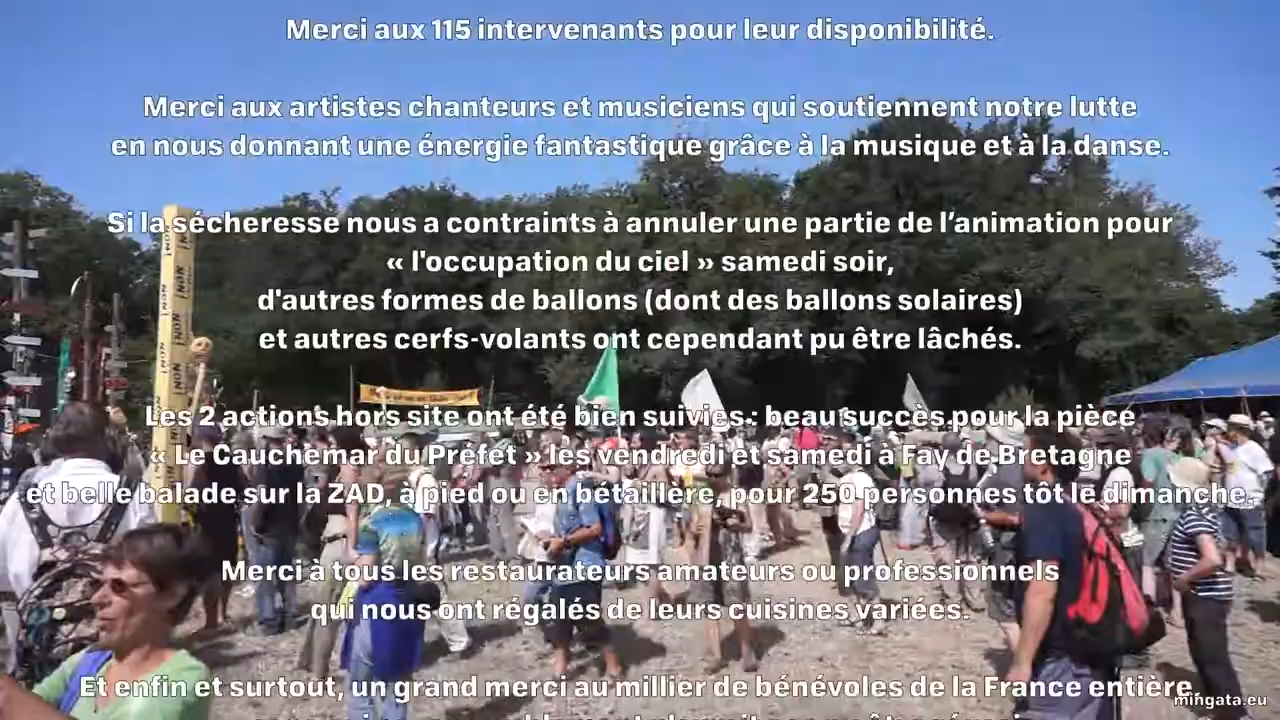 Merci aux 115 intervenants pour leur disponibilité.
Merci aux artistes chanteurs et musiciens qui soutiennent notre lutte
en nous donnant une énergie fantastique grâce à la musique et à la danse.
Si la sécheresse nous a contraints à annuler une partie de l’animation pour
« l'occupation du ciel » samedi soir,
d'autres formes de ballons (dont des ballons solaires)
et autres cerfs-volants ont cependant pu être lâchés.
NON!
NON!
NON!
NON!
Les 2 actions hors site ont été bien suivies : beau succès pour la pièce
« Le Cauchemar du Préfet » les vendredi et samedi à Fay de Bretagne
et belle balade sur la ZAD, à pied ou en bétaillère, pour 250 personnes tôt le dimanche.
Merci à tous les restaurateurs amateurs ou professionnels
qui nous ont régalés de leurs cuisines variées.
Et enfin et surtout, un grand merci au millier de bénévoles de la France entière,
mingata.eu